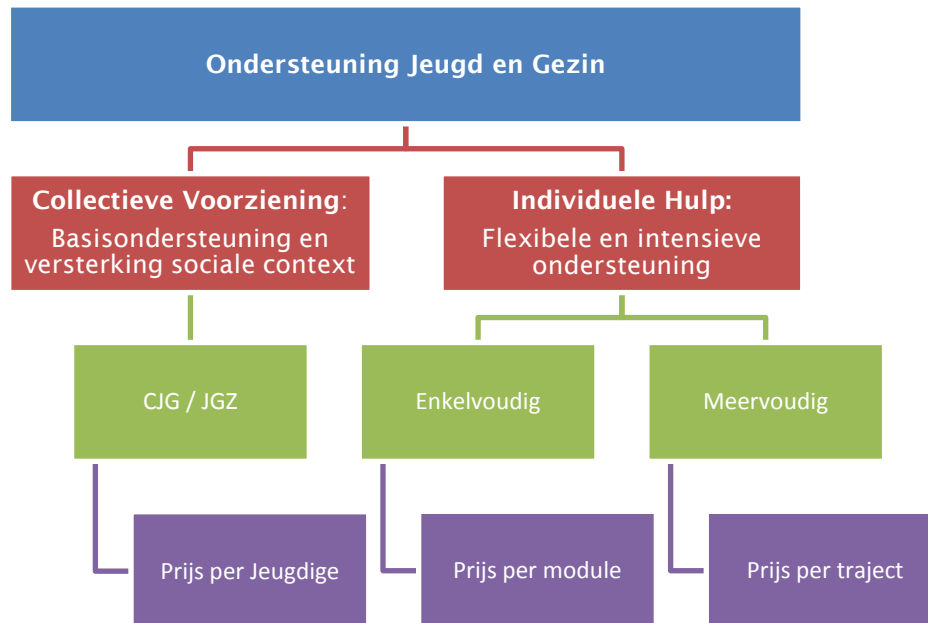 Ondersteuning Jeugd en Gezin
Collectieve Voorziening:
Basisondersteuning en
versterking sociale context
Individuele Hulp:
Flexibele en intensieve
ondersteuning
CJG / JGZ
Enkelvoudig
Meervoudig
Prijs per Jeugdige
Prijs per module
Prijs per traject